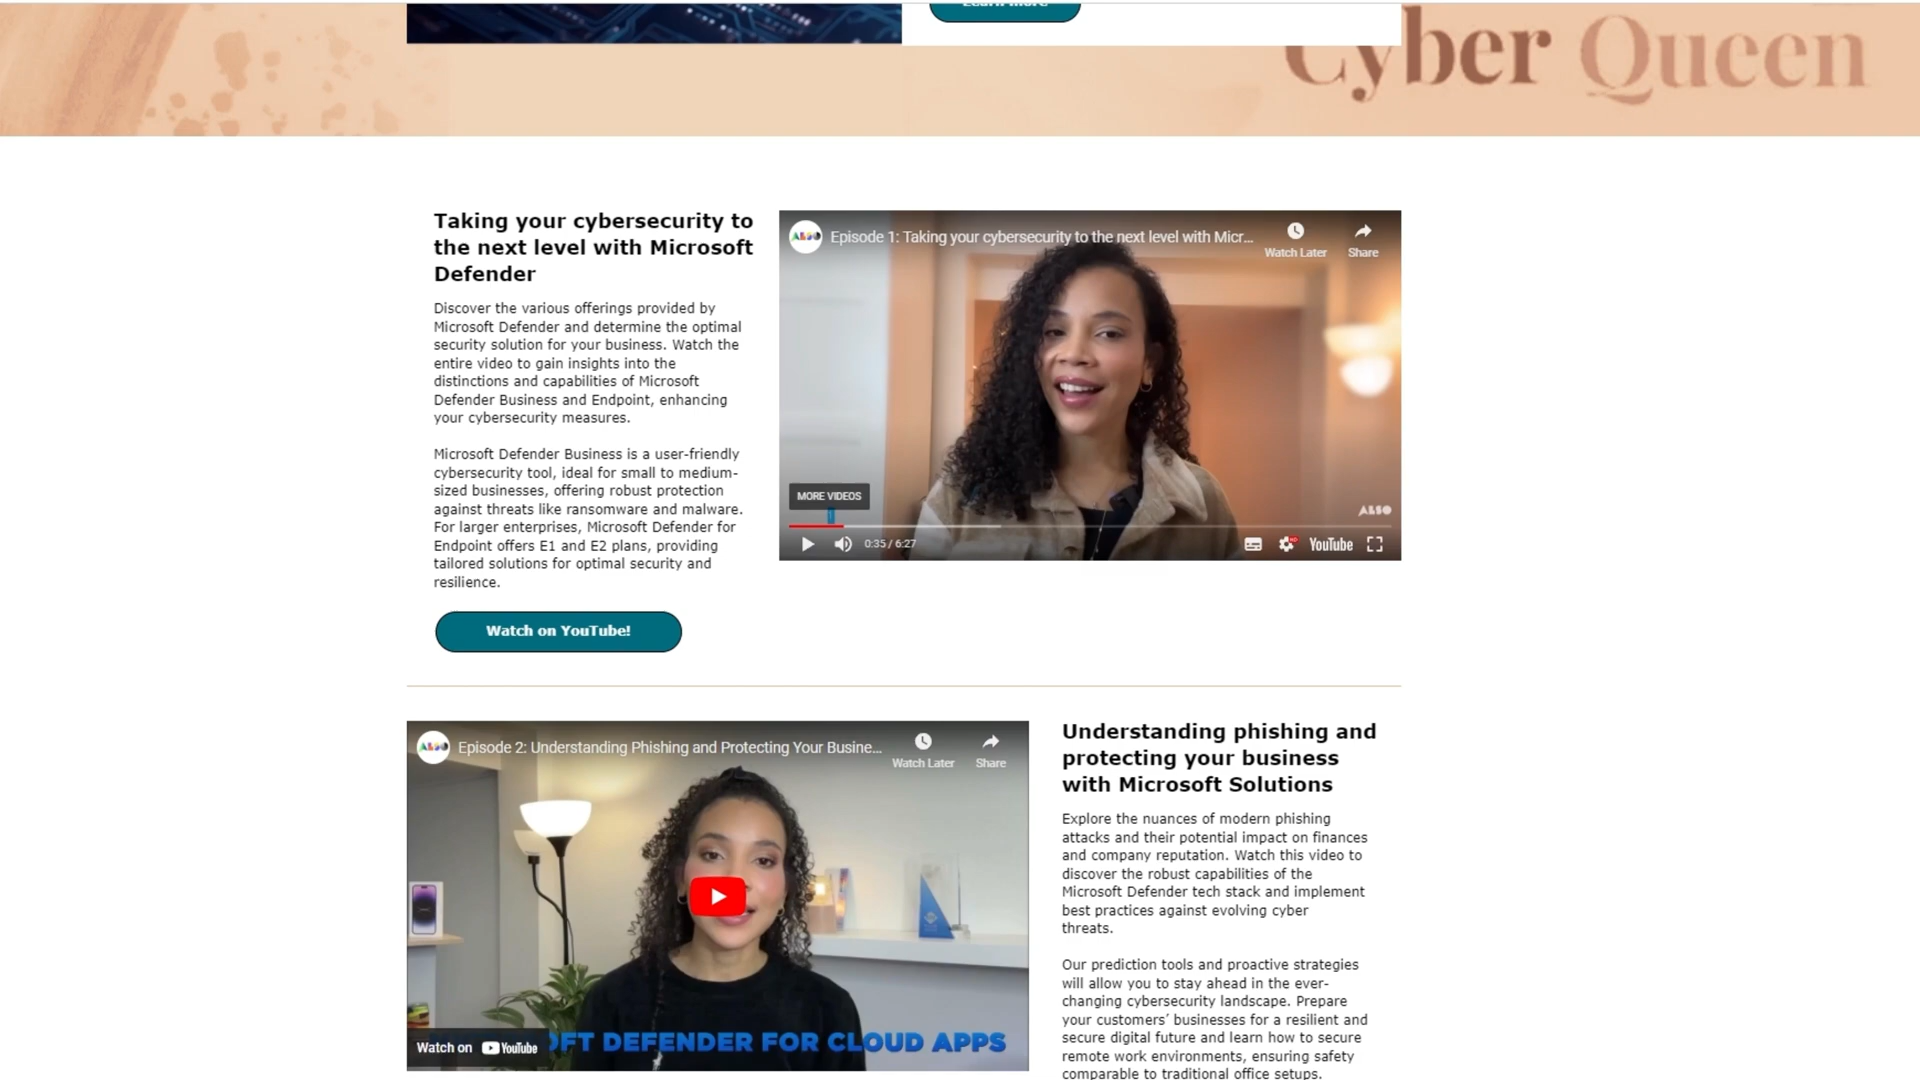 Learn more
Cyber Queen
Taking your cybersecurity to
the next level with Microsoft
Defender
Discover the various offerings provided by
Microsoft Defender and determine the optimal
security solution for your business. Watch the
entire video to gain insights into the
distinctions and capabilities of Microsoft
Defender Business and Endpoint, enhancing
your cybersecurity measures.
Microsoft Defender Business is a user-friendly
cybersecurity tool, ideal for small to medium-
sized businesses, offering robust protection
against threats like ransomware and malware.
For larger enterprises, Microsoft Defender for
Endpoint offers E1 and E2 plans, providing
tailored solutions for optimal security and
resilience.
Watch on YouTube!
ALSO
Episode 1: Taking your cybersecurity to the next level with Micr...
Watch Later
Share
MORE VIDEOS
ALSO
0:35 / 6:27
HD
YouTube
ALSO
Episode 2: Understanding Phishing and Protecting Your Busine...
Watch Later
Share
Watch on YouTube
OFT DEFENDER FOR CLOUD APPS
Understanding phishing and
protecting your business
with Microsoft Solutions
Explore the nuances of modern phishing
attacks and their potential impact on finances
and company reputation. Watch this video to
discover the robust capabilities of the
Microsoft Defender tech stack and implement
best practices against evolving cyber
threats.
Our prediction tools and proactive strategies
will allow you to stay ahead in the ever-
changing cybersecurity landscape. Prepare
your customers’ businesses for a resilient and
secure digital future and learn how to secure
remote work environments, ensuring safety
comparable to traditional office setups.